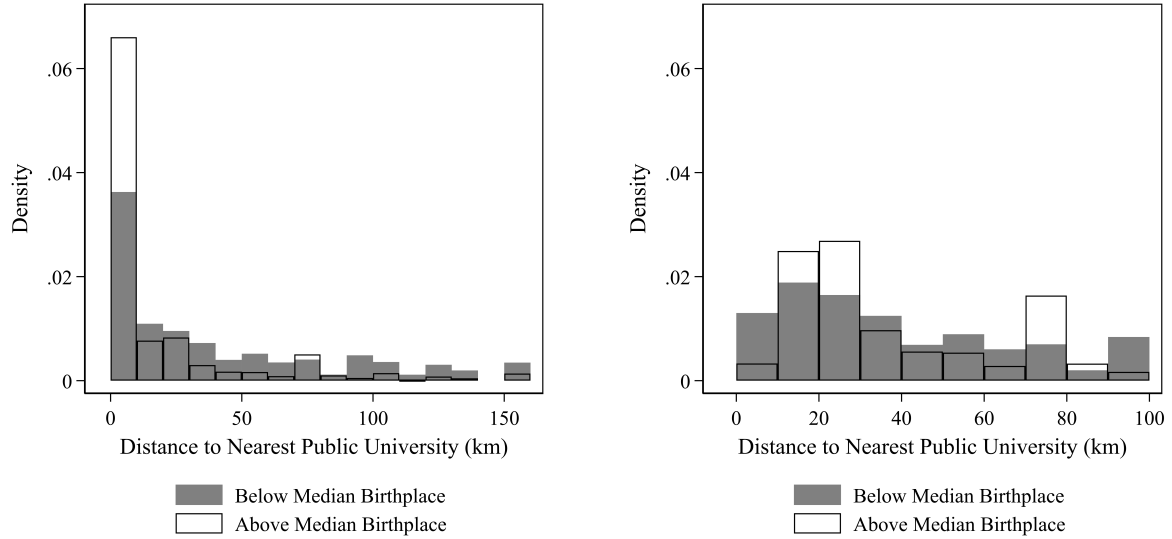 Density
.06
.04
.02
0
0
50
100
150
Distance to Nearest Public University (km)
Below Median Birthplace
Above Median Birthplace
Density
.06
.04
.02
0
0
20
40
60
80
100
Distance to Nearest Public University (km)
Below Median Birthplace
Above Median Birthplace